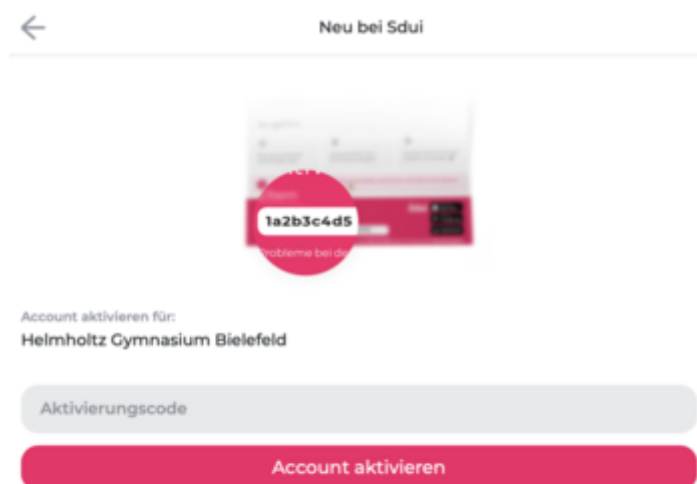 Neu bei Sdui
1a2b3c4d5
Probleme bei de
Account aktivieren für:
Helmholtz Gymnasium Bielefeld
Aktivierungscode
Account aktivieren